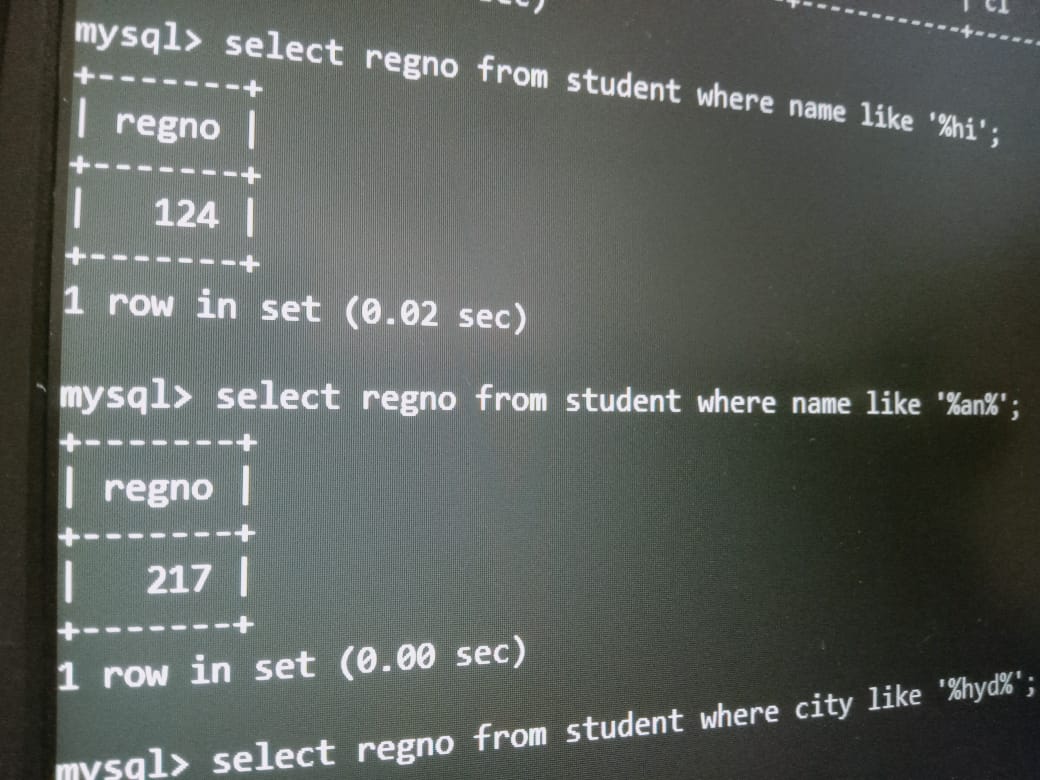 mysql> select regno from student where name like '%hi';
+-------+
| regno |
+-------+
|   124 |
+-------+
1 row in set (0.02 sec)
mysql> select regno from student where name like '%an%';
+-------+
| regno |
+-------+
|   217 |
+-------+
1 row in set (0.00 sec)
mysql> select regno from student where city like '%hyd%';